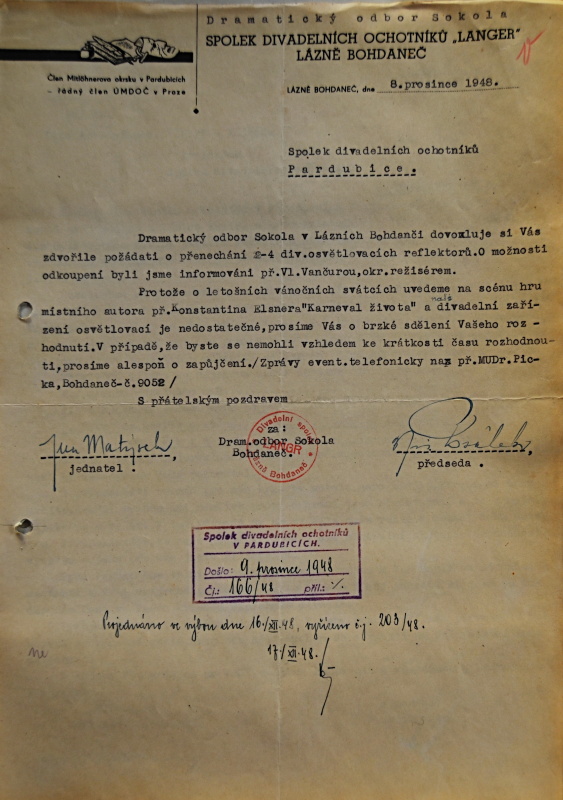 Dramatický odbor Sokola
SPOLEK DIVADELNÍCH OCHOTNÍKŮ „LANGER"
LÁZNĚ BOHDANEČ
Člen Mitlöhnerova okrsku v Pardubicích
– řádný člen ÚMDOČ v Praze
LÁZNĚ BOHDANEČ, dne 8.prosince 1948.
Spolek divadelních ochotníků
Pardubice.
Dramatický odbor Sokola v Lázních Bohdanči dovoluje si Vás
zdvořile požádati o přenechání 2-4 div.osvětlovacích reflektorů.O možnosti
odkoupení byli jsme informováni př.Vl.Vančurou,okr.režisérem.
Protože o letošních vánočních svátcích uvedeme na scénu hru
místního autora př.Konstantina Elsnera"Karneval života" a naše divadelní zaří-
zení osvětlovací je nedostatečné,prosíme Vás o brzké sdělení Vašeho roz -
hodnutí.V případě,že byste se nemohli vzhledem ke krátkosti času rozhodnou-
ti,prosíme alespoň o zapůjčení./Zprávy event.telefonicky na př.MUDr.Pic-
ka,Bohdaneč-č.9052/
S přátelským pozdravem
za:
Dram.odbor Sokola
Bohdaneč.
jednatel .
předseda .
Divadelní spolek
LANGR
Lázně Bohdaneč
Spolek divadelních ochotníků
V PARDUBICÍCH.
Došlo: 9. prosince 1948
Čj.: 166/48 příl.: %
Projednáno ve výboru dne 16./XII.48, vyřízeno č.j. 203/48.
17./XII.48.
ne